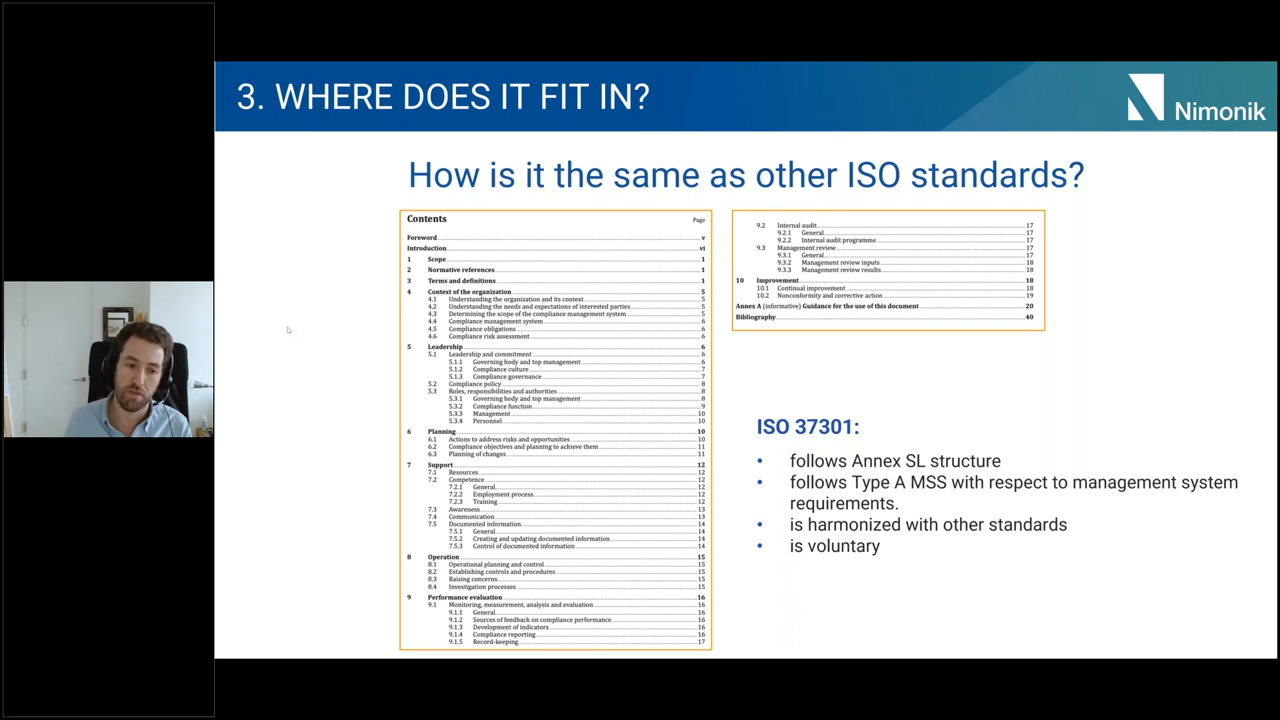 3. WHERE DOES IT FIT IN?
Nimonik
How is it the same as other ISO standards?
Contents Page
Foreword v
Introduction vi
1 Scope 1
2 Normative references 1
3 Terms and definitions 1
4 Context of the organization 5
4.1 Understanding the organization and its context 5
4.2 Understanding the needs and expectations of interested parties 5
4.3 Determining the scope of the compliance management system 5
4.4 Compliance management system 6
4.5 Compliance obligations 6
4.6 Compliance risk assessment 6
5 Leadership 6
5.1 Leadership and commitment 6
5.1.1 Governing body and top management 6
5.1.2 Compliance culture 7
5.1.3 Compliance governance 7
5.2 Compliance policy 8
5.3 Roles, responsibilities and authorities 8
5.3.1 Governing body and top management 8
5.3.2 Compliance function 9
5.3.3 Management 10
5.3.4 Personnel 10
6 Planning 10
6.1 Actions to address risks and opportunities 10
6.2 Compliance objectives and planning to achieve them 11
6.3 Planning of changes 11
7 Support 12
7.1 Resources 12
7.2 Competence 12
7.2.1 General 12
7.2.2 Employment process 12
7.2.3 Training 12
7.3 Awareness 13
7.4 Communication 13
7.5 Documented information 14
7.5.1 General 14
7.5.2 Creating and updating documented information 14
7.5.3 Control of documented information 14
8 Operation 15
8.1 Operational planning and control 15
8.2 Establishing controls and procedures 15
8.3 Raising concerns 15
8.4 Investigation processes 15
9 Performance evaluation 16
9.1 Monitoring, measurement, analysis and evaluation 16
9.1.1 General 16
9.1.2 Sources of feedback on compliance performance 16
9.1.3 Development of indicators 16
9.1.4 Compliance reporting 16
9.1.5 Record-keeping 17
9.2 Internal audit 17
9.2.1 General 17
9.2.2 Internal audit programme 17
9.3 Management review 17
9.3.1 General 17
9.3.2 Management review inputs 18
9.3.3 Management review results 18
10 Improvement 18
10.1 Continual improvement 18
10.2 Nonconformity and corrective action 19
Annex A (informative) Guidance for the use of this document 20
Bibliography 40
ISO 37301:
• follows Annex SL structure
• follows Type A MSS with respect to management system
requirements.
• is harmonized with other standards
• is voluntary